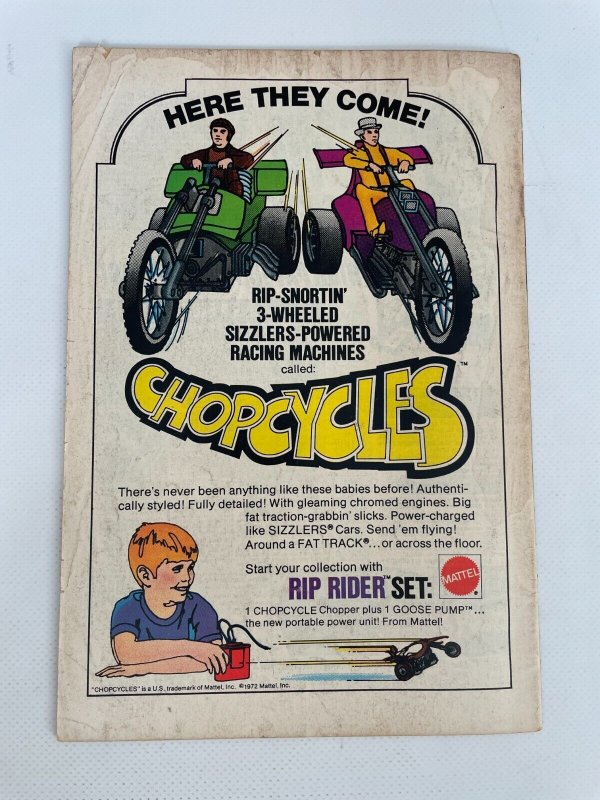 HERE THEY COME!
RIP-SNORTIN'
3-WHEELED
SIZZLERS-POWERED
RACING MACHINES
called:
CHOPCYCLES™
There's never been anything like these babies before! Authenti-
cally styled! Fully detailed! With gleaming chromed engines. Big
fat traction-grabbin' slicks. Power-charged
like SIZZLERS® Cars. Send 'em flying!
Around a FAT TRACK®...or across the floor.
Start your collection with
RIP RIDER™ SET:
MATTEL®
1 CHOPCYCLE Chopper plus 1 GOOSE PUMP™...
the new portable power unit! From Mattel!
"CHOPCYCLES" is a U.S. trademark of Mattel, Inc. ©1972 Mattel, Inc.